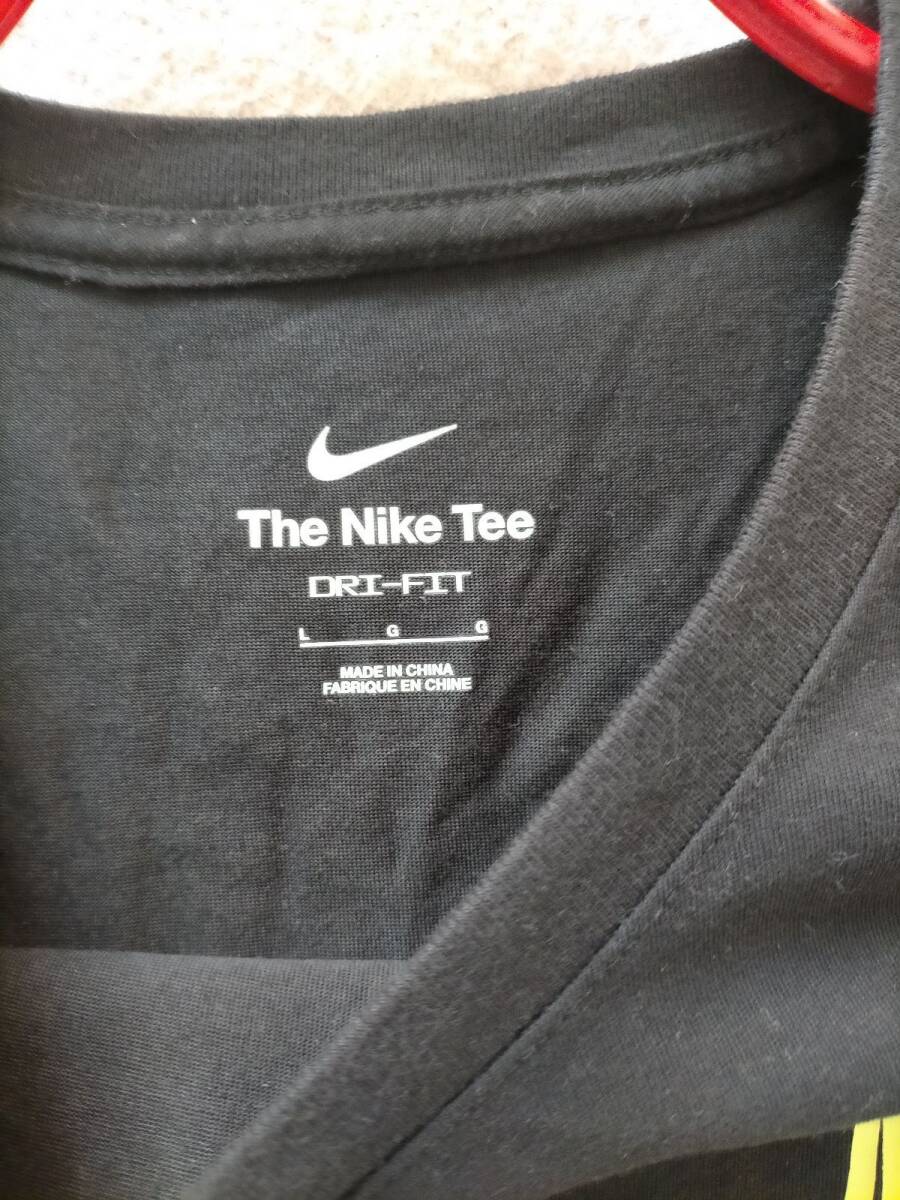 The Nike Tee
DRI-FIT
L G G
MADE IN CHINA
FABRIQUE EN CHINE